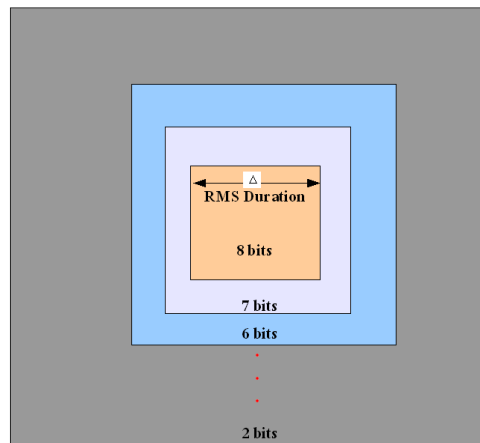 △
RMS Duration
8 bits
7 bits
6 bits
2 bits